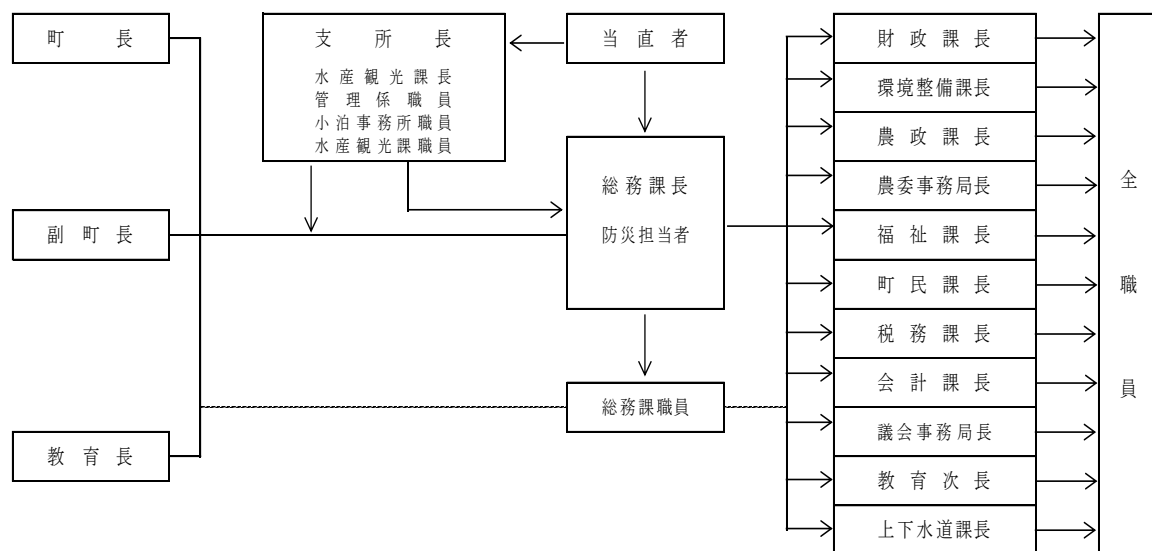 町長
支所長
水産観光課長
管理係職員
小泊事務所職員
水産観光課職員
当直者
副町長
総務課長
防災担当者
総務課職員
教育長
財政課長
環境整備課長
農政課長
農委事務局長
福祉課長
町民課長
税務課長
会計課長
議会事務局長
教育次長
上下水道課長
全職員